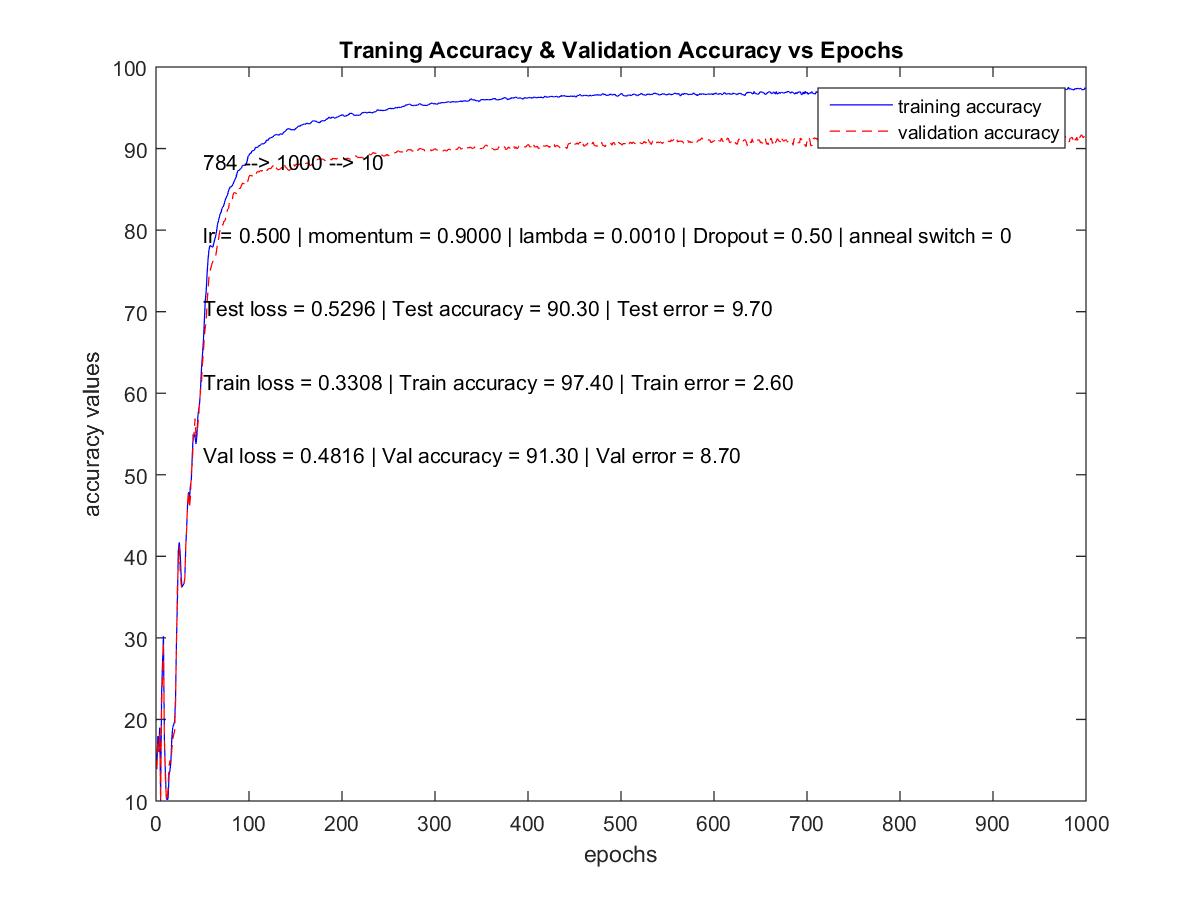 Traning Accuracy & Validation Accuracy vs Epochs
100
90
80
70
60
50
40
30
20
10
accuracy values
training accuracy
validation accuracy
784 --> 1000 --> 10
lr = 0.500 | momentum = 0.9000 | lambda = 0.0010 | Dropout = 0.50 | anneal switch = 0
Test loss = 0.5296 | Test accuracy = 90.30 | Test error = 9.70
Train loss = 0.3308 | Train accuracy = 97.40 | Train error = 2.60
Val loss = 0.4816 | Val accuracy = 91.30 | Val error = 8.70
0 100 200 300 400 500 600 700 800 900 1000
epochs